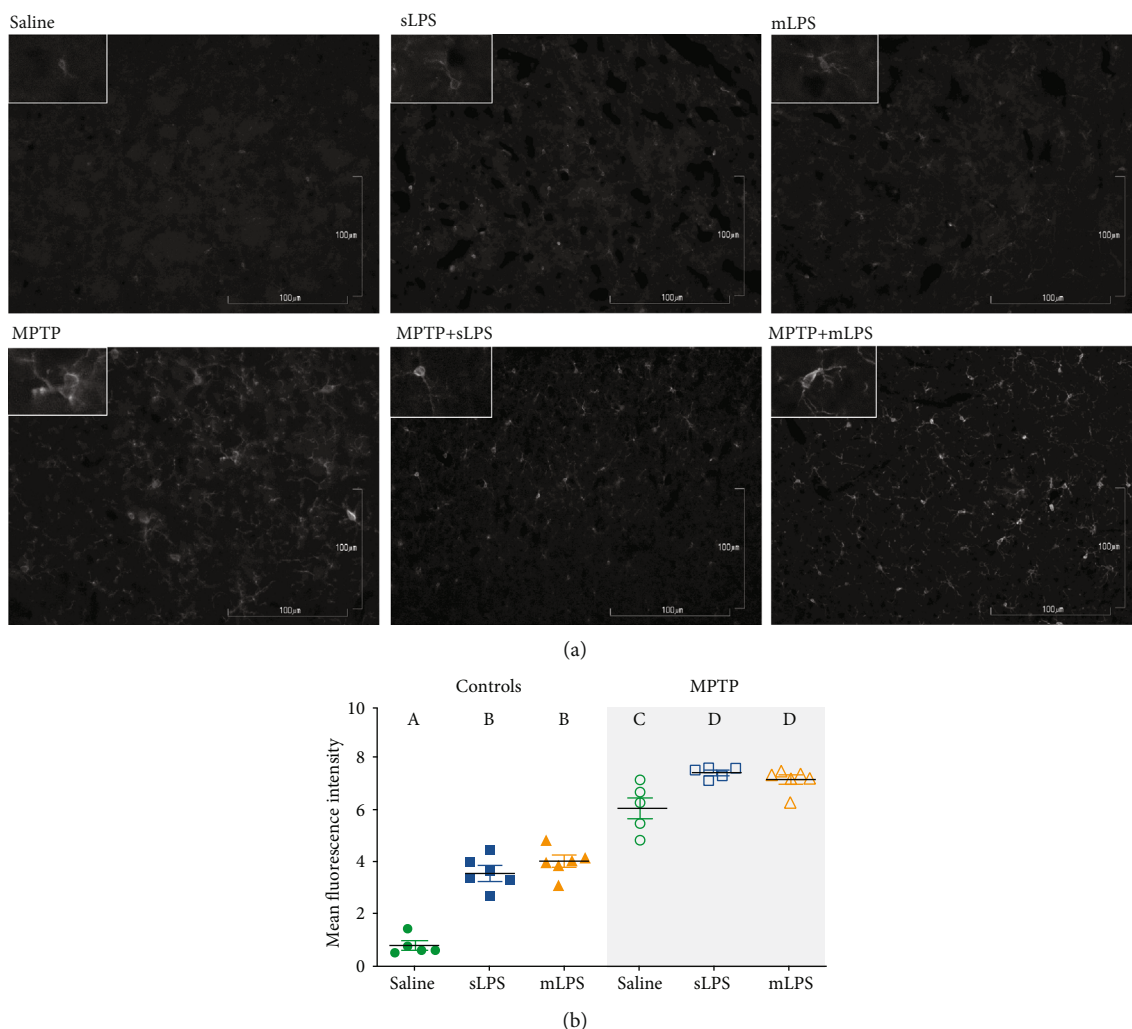 Saline
sLPS
mLPS
100μm
100μm
100μm
100μm
100μm
100μm
MPTP
MPTP+sLPS
MPTP+mLPS
100μm
100μm
100μm
100μm
100μm
100μm
(a)
Controls
MPTP
A
B
B
C
D
D
Mean fluorescence intensity
10
8
6
4
2
0
Saline
sLPS
mLPS
Saline
sLPS
mLPS
(b)